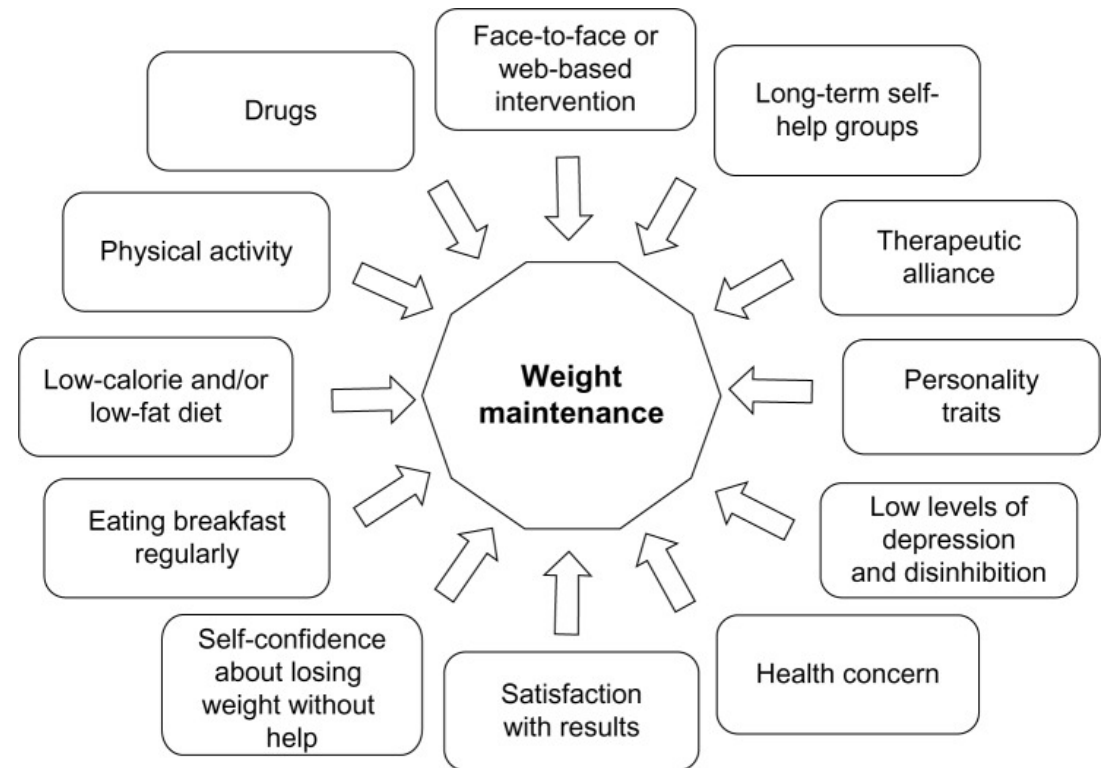 Face-to-face or
web-based
intervention
Long-term self-
help groups
Therapeutic
alliance
Personality
traits
Low levels of
depression
and disinhibition
Health concern
Satisfaction
with results
Self-confidence
about losing
weight without
help
Eating breakfast
regularly
Low-calorie and/or
low-fat diet
Physical activity
Drugs
Weight
maintenance